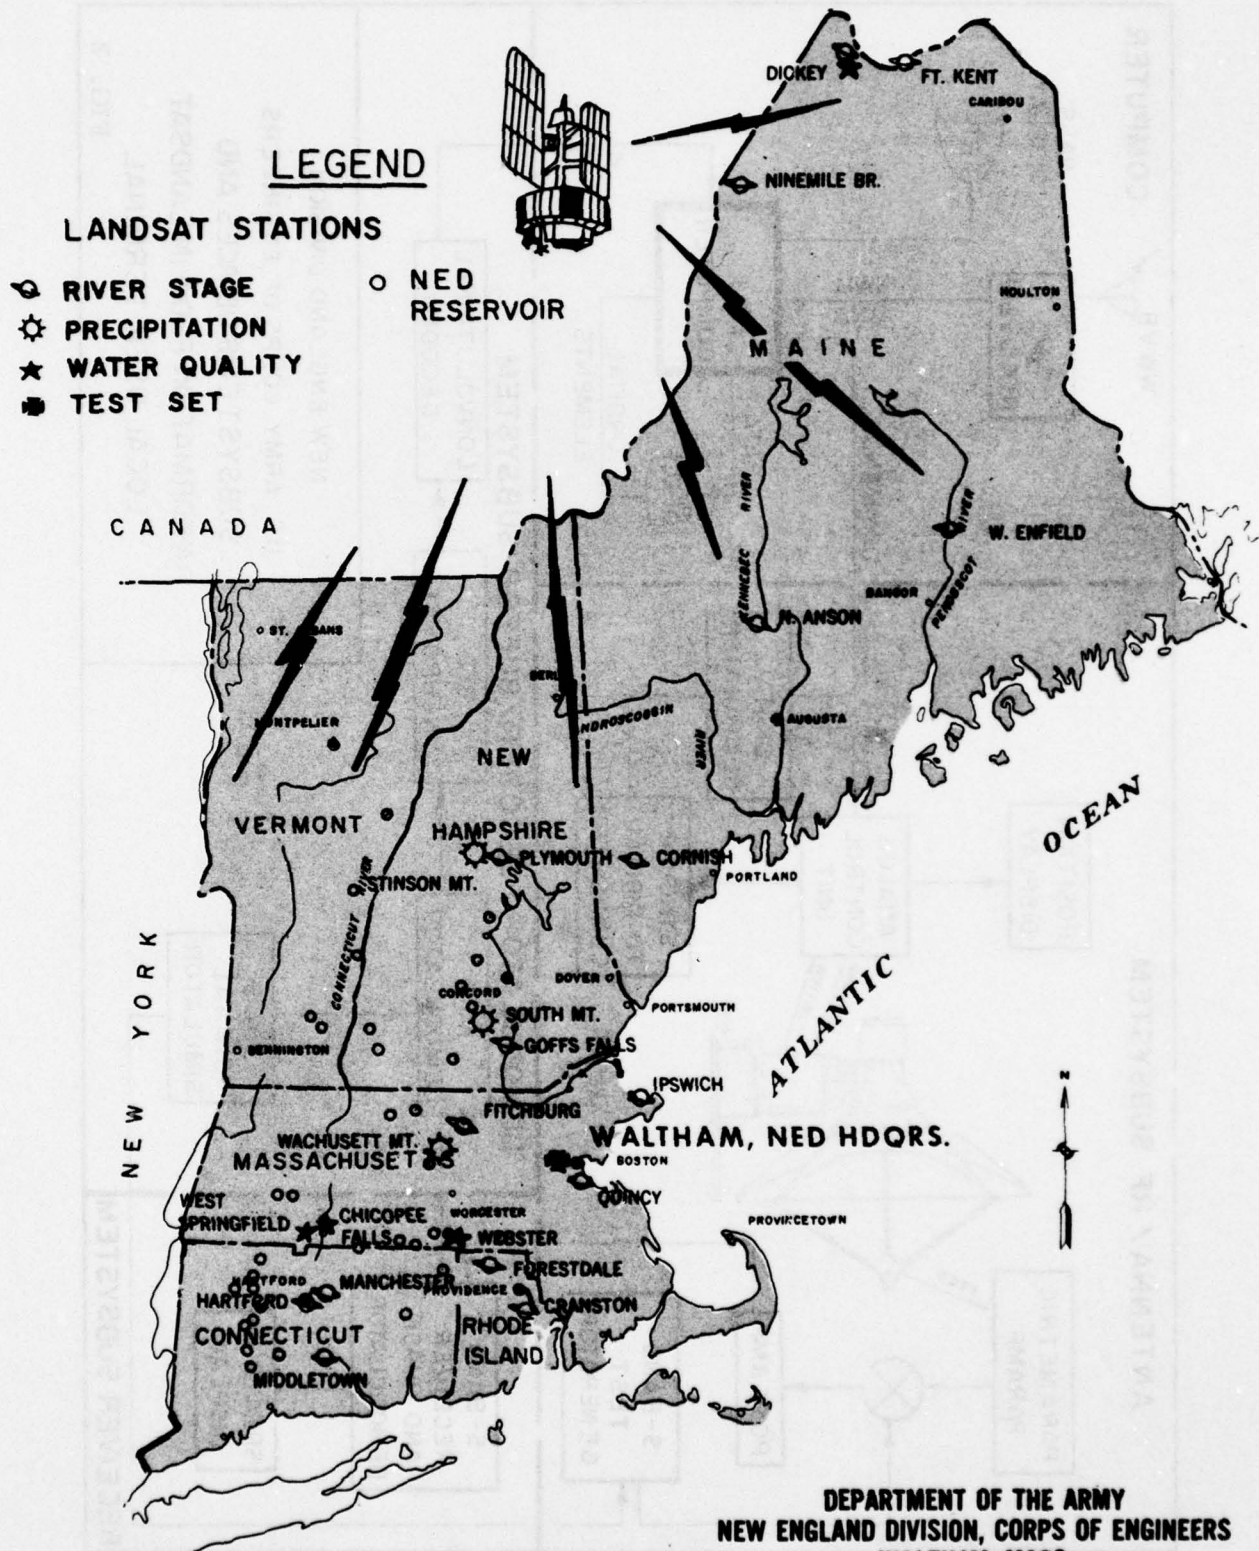 DICKEY
FT. KENT
CARIBOU
LEGEND
NINEMILE BR.
LANDSAT STATIONS
RIVER STAGE
NED
RESERVOIR
PRECIPITATION
WATER QUALITY
TEST SET
HOULTON
MAINE
CANADA
KENNEBEC RIVER
PENOBSCOT RIVER
W. ENFIELD
BANGOR
N. ANSON
ST.
AUGUSTA
RIVER
NEW
HAMPSHIRE
VERMONT
OCEAN
PLYMOUTH
CORNISH
PORTLAND
STINSON MT.
CONNECTICUT RIVER
NEW YORK
DOVER
CONCORD
PORTSMOUTH
SOUTH MT.
GOFFS FALLS
ATLANTIC
BENNINGTON
N
IPSWICH
FITCHBURG
WALTHAM, NED HDQRS.
WACHUSETT MT.
MASSACHUSETTS
BOSTON
QUINCY
WEST
SPRINGFIELD
CHICOPEE
FALLS
WORCESTER
WEBSTER
PROVINCETOWN
FORESTDALE
HARTFORD
MANCHESTER
PROVIDENCE
HARTFORD
CRANSTON
CONNECTICUT
RHODE
ISLAND
MIDDLETOWN
DEPARTMENT OF THE ARMY
NEW ENGLAND DIVISION, CORPS OF ENGINEERS